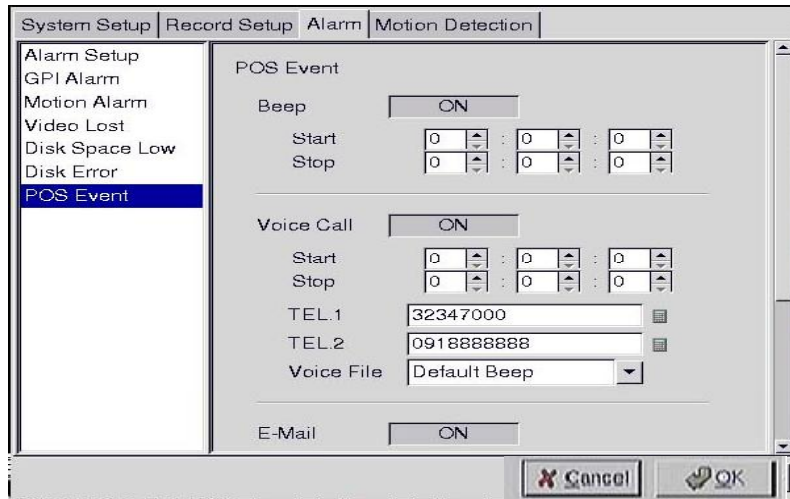 System Setup Record Setup Alarm Motion Detection
Alarm Setup
GPI Alarm
Motion Alarm
Video Lost
Disk Space Low
Disk Error
POS Event
POS Event
Beep ON
Start 0 : 0 : 0
Stop 0 : 0 : 0
Voice Call ON
Start 0 : 0 : 0
Stop 0 : 0 : 0
TEL.1 32347000
TEL.2 0918888888
Voice File Default Beep
E-Mail ON
Cancel OK